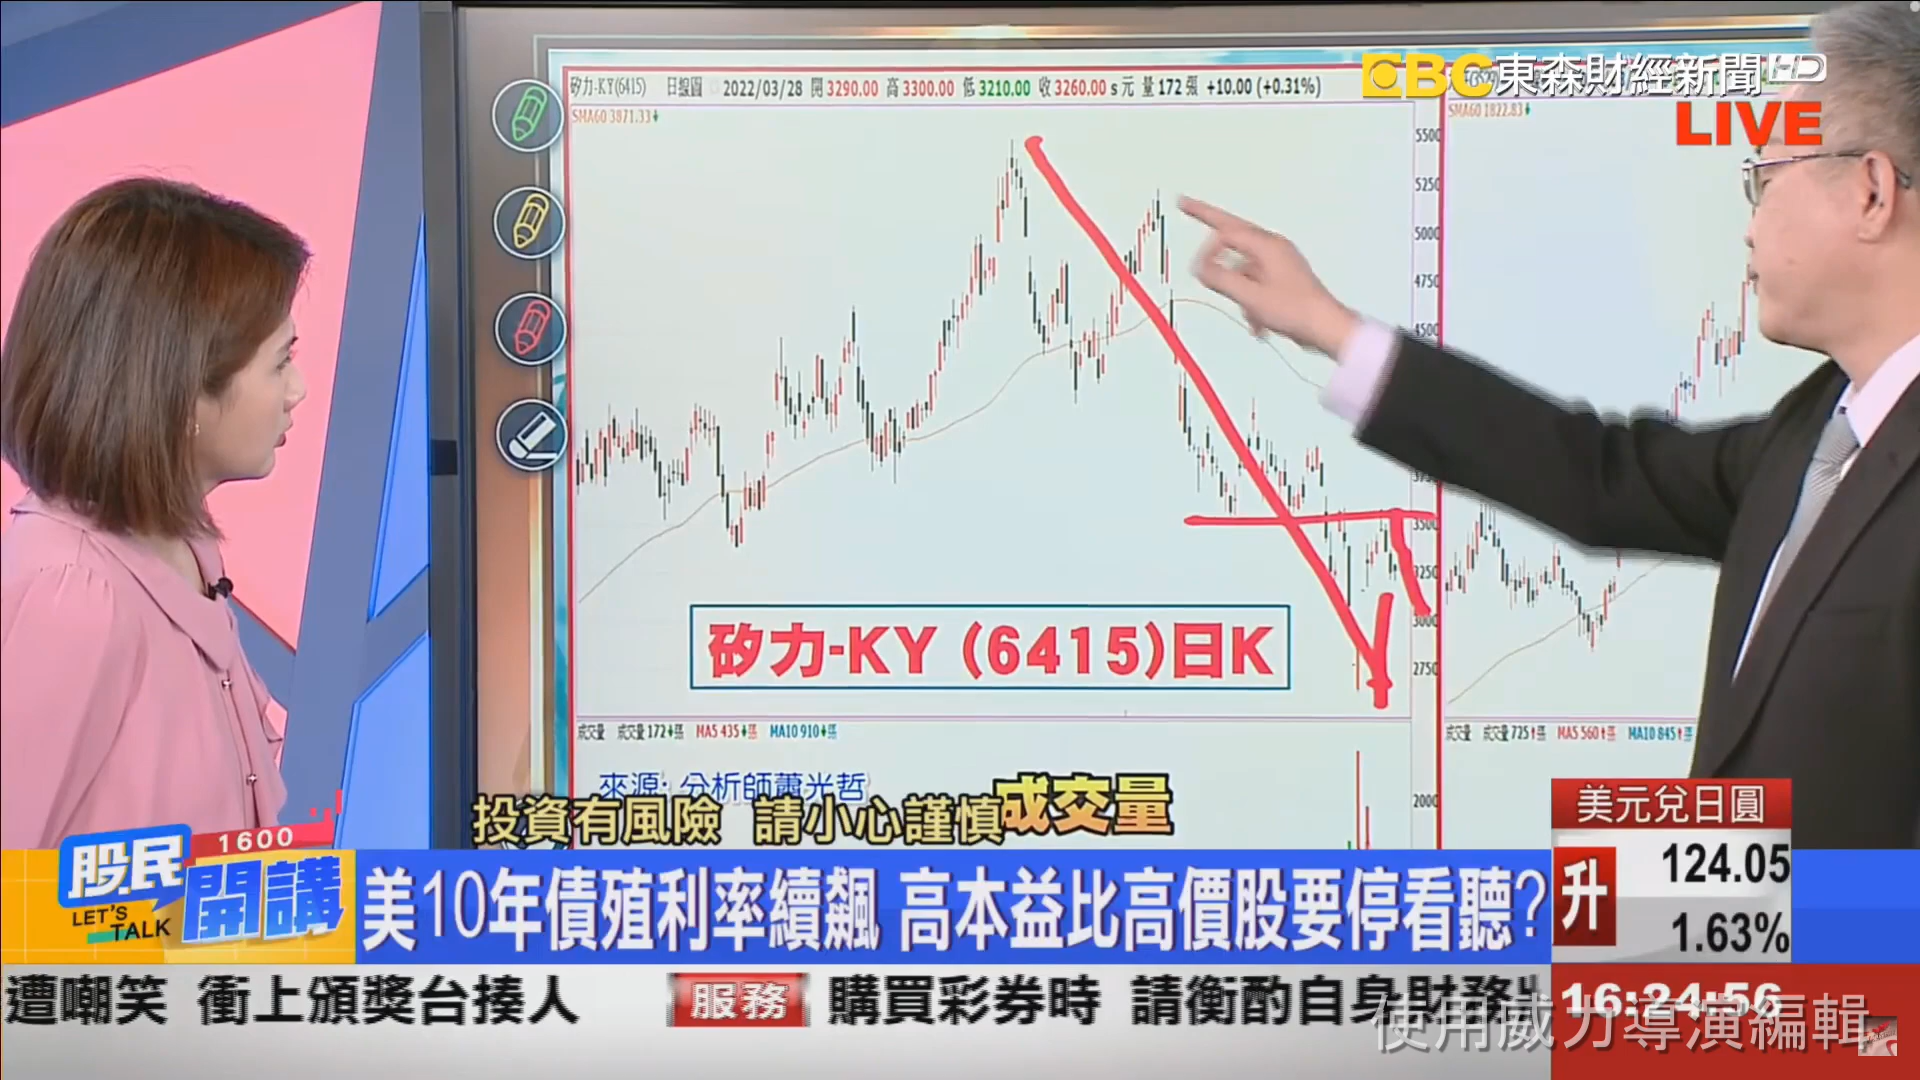 EBC 東森財經新聞 HD
LIVE
矽力-KY(6415) 日線圖 2022/03/28 開 3290.00 高 3300.00 低 3210.00 收 3260.00 s 元 量 172 張 +10.00 (+0.31%)
SMA60 3871.33↓
SMA60 1822.83↓
5500
5250
5000
4750
4500
3500
3250
3000
2750
矽力-KY (6415)日K
成交量 成交量 172↓張 MA5 435↓張 MA10 910↓張
成交量 成交量 725↑張 MA5 560↑張 MA10 845↑張
來源: 分析師蕭光哲
投資有風險 請小心謹慎
成交量
2000
股民開講
1600
LET'S TALK
美10年債殖利率續飆 高本益比高價股要停看聽?
美元兌日圓
升 124.05
1.63%
遭嘲笑 衝上頒獎台揍人 服務 購買彩券時 請衡酌自身財務
16:24:56
使用威力導演編輯